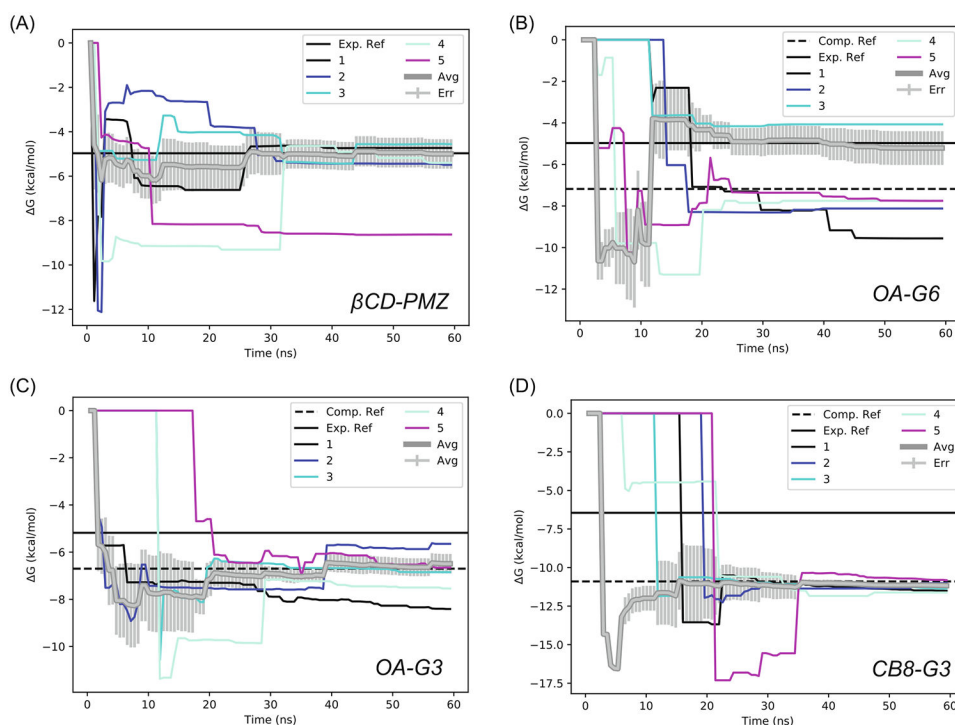 (A)
ΔG (kcal/mol)
0
−2
−4
−6
−8
−10
−12
Exp. Ref
1
2
3
4
5
Avg
Err
βCD-PMZ
0 10 20 30 40 50 60
Time (ns)
(B)
ΔG (kcal/mol)
0
−2
−4
−6
−8
−10
−12
Comp. Ref
Exp. Ref
1
2
3
4
5
Avg
Err
OA-G6
0 10 20 30 40 50 60
Time (ns)
(C)
ΔG (kcal/mol)
0
−2
−4
−6
−8
−10
Comp. Ref
Exp. Ref
1
2
3
4
5
Avg
Avg
OA-G3
0 10 20 30 40 50 60
Time (ns)
(D)
ΔG (kcal/mol)
0.0
−2.5
−5.0
−7.5
−10.0
−12.5
−15.0
−17.5
Comp. Ref
Exp. Ref
1
2
3
4
5
Avg
Err
CB8-G3
0 10 20 30 40 50 60
Time (ns)